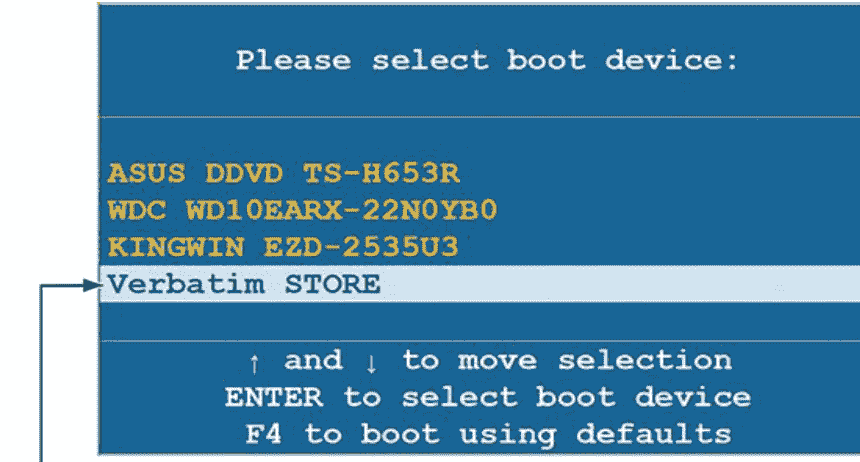 Please select boot device:
ASUS DDVD TS-H653R
WDC WD10EARX-22N0YB0
KINGWIN EZD-2535U3
Verbatim STORE
↑ and ↓ to move selection
ENTER to select boot device
F4 to boot using defaults